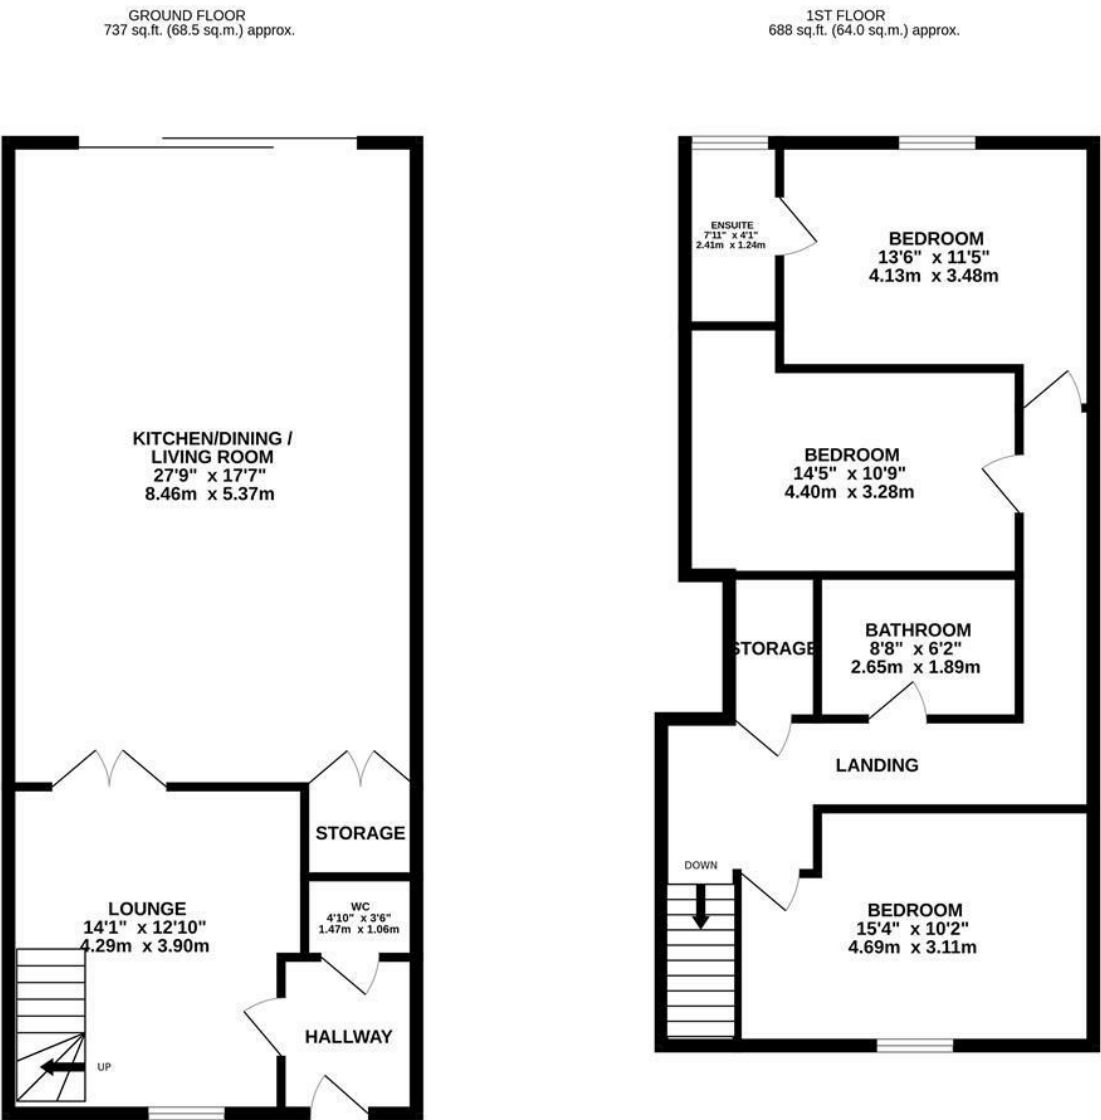 GROUND FLOOR
737 sq.ft. (68.5 sq.m.) approx.
1ST FLOOR
688 sq.ft. (64.0 sq.m.) approx.
KITCHEN/DINING /
LIVING ROOM
27'9" x 17'7"
8.46m x 5.37m
STORAGE
WC
4'10" x 3'6"
1.47m x 1.06m
LOUNGE
14'1" x 12'10"
4.29m x 3.90m
HALLWAY
UP
ENSUITE
7'11" x 4'1"
2.41m x 1.24m
BEDROOM
13'6" x 11'5"
4.13m x 3.48m
BEDROOM
14'5" x 10'9"
4.40m x 3.28m
STORAGE
BATHROOM
8'8" x 6'2"
2.65m x 1.89m
LANDING
DOWN
BEDROOM
15'4" x 10'2"
4.69m x 3.11m